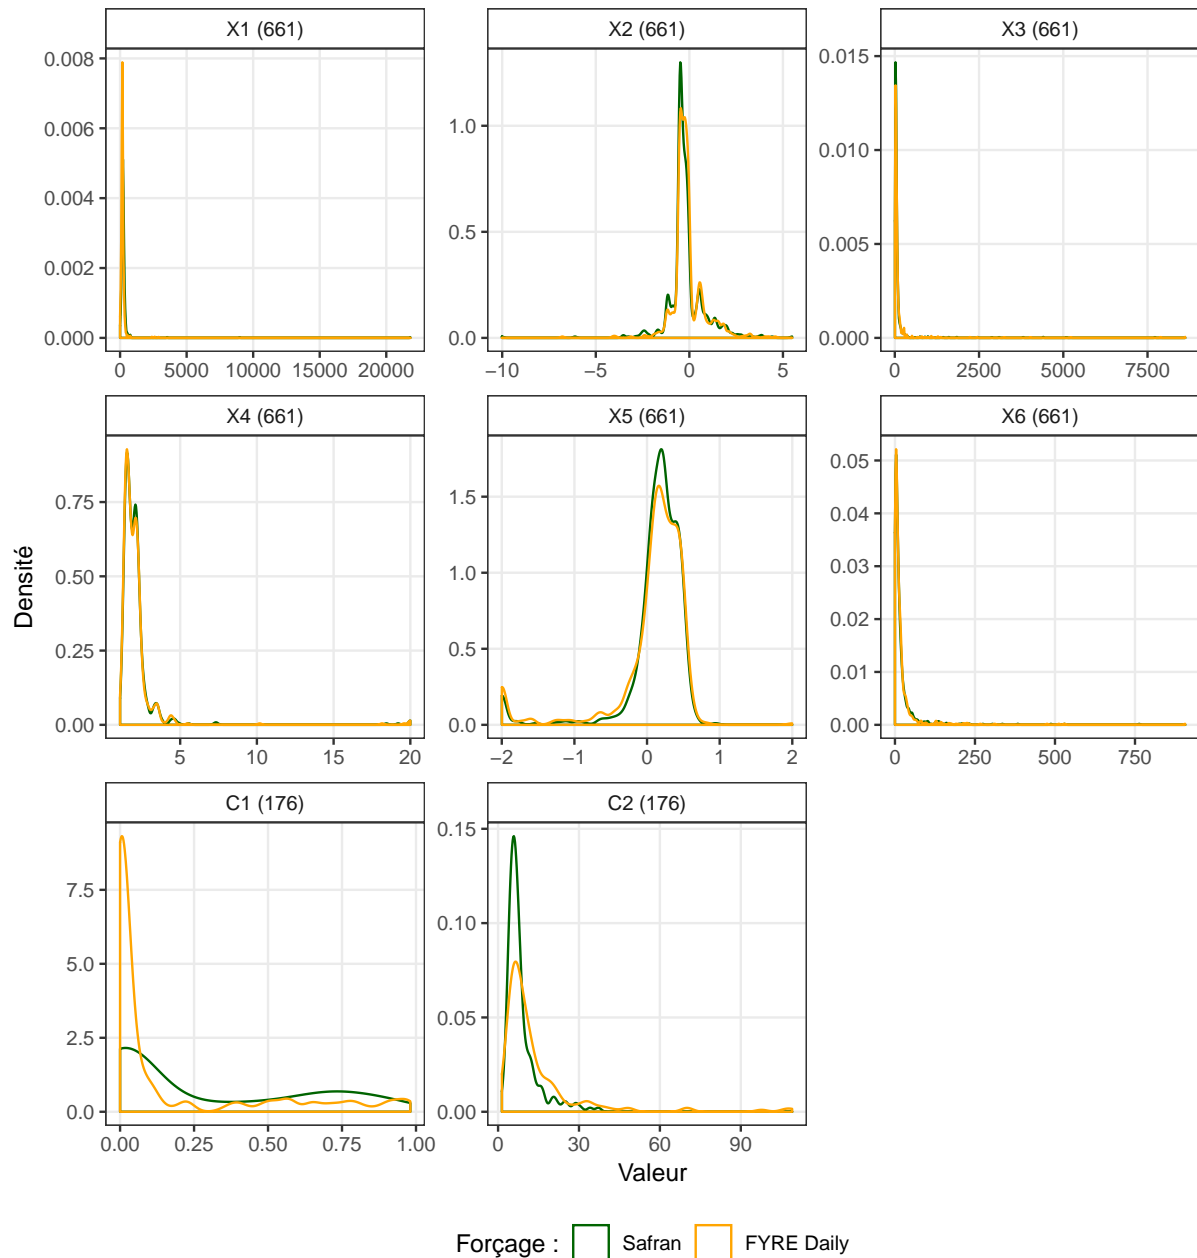 X1 (661)
X2 (661)
X3 (661)
0.008
0.006
0.004
0.002
0.000
1.0
0.5
0.0
0.015
0.010
0.005
0.000
0 5000 10000 15000 20000
−10 −5 0 5
0 2500 5000 7500
X4 (661)
X5 (661)
X6 (661)
0.75
0.50
0.25
0.00
1.5
1.0
0.5
0.0
0.05
0.04
0.03
0.02
0.01
0.00
5 10 15 20
−2 −1 0 1 2
0 250 500 750
C1 (176)
C2 (176)
7.5
5.0
2.5
0.0
0.15
0.10
0.05
0.00
0.00 0.25 0.50 0.75 1.00
0 30 60 90
Densité
Valeur
Forçage : Safran FYRE Daily